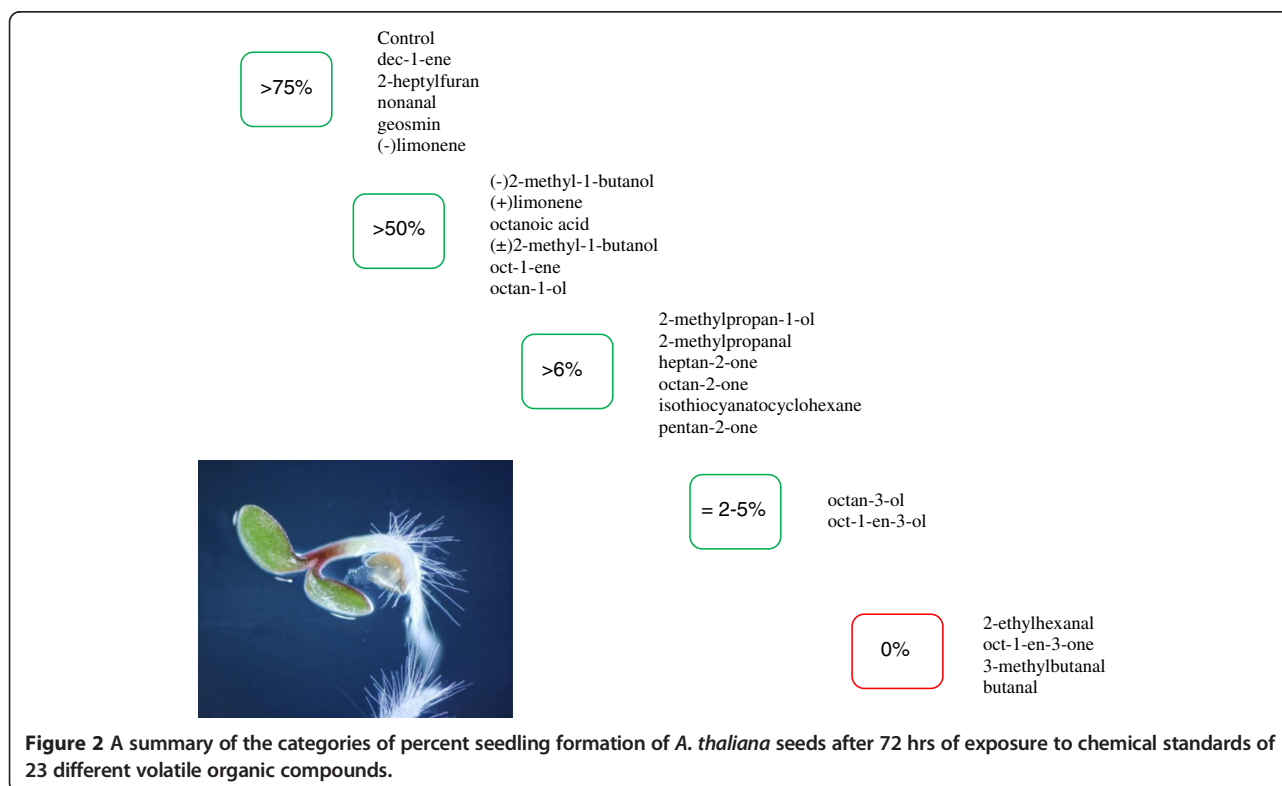 >75%
Control
dec-1-ene
2-heptylfuran
nonanal
geosmin
(-)limonene
>50%
(-)2-methyl-1-butanol
(+)limonene
octanoic acid
(±)2-methyl-1-butanol
oct-1-ene
octan-1-ol
>6%
2-methylpropan-1-ol
2-methylpropanal
heptan-2-one
octan-2-one
isothiocyanatocyclohexane
pentan-2-one
= 2-5%
octan-3-ol
oct-1-en-3-ol
0%
2-ethylhexanal
oct-1-en-3-one
3-methylbutanal
butanal
Figure 2 A summary of the categories of percent seedling formation of A. thaliana seeds after 72 hrs of exposure to chemical standards of
23 different volatile organic compounds.